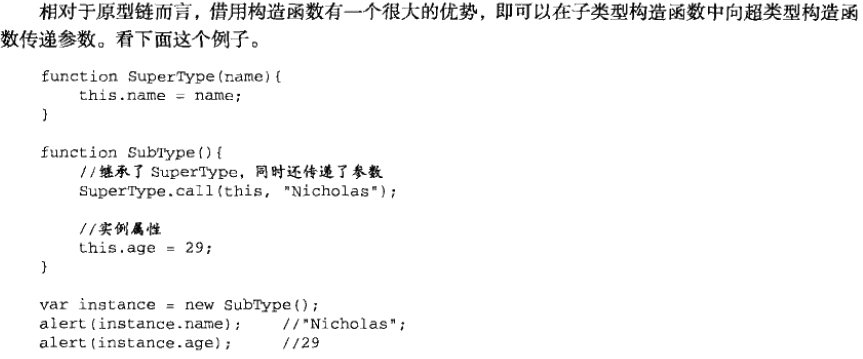 相对于原型链而言，借用构造函数有一个很大的优势，即可以在子类型构造函数中向超类型构造函
数传递参数。看下面这个例子。
function SuperType(name){
    this.name = name;
}
function SubType(){
    //继承了 SuperType，同时还传递了参数
    SuperType.call(this, "Nicholas");
    //实例属性
    this.age = 29;
}
var instance = new SubType();
alert(instance.name);    //"Nicholas";
alert(instance.age);     //29